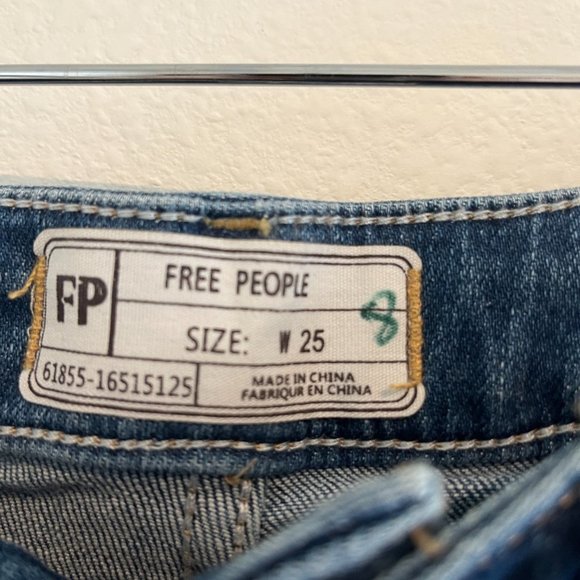 FP
FREE PEOPLE
SIZE: W 25
8
61855-16515125
MADE IN CHINA
FABRIQUR EN CHINA